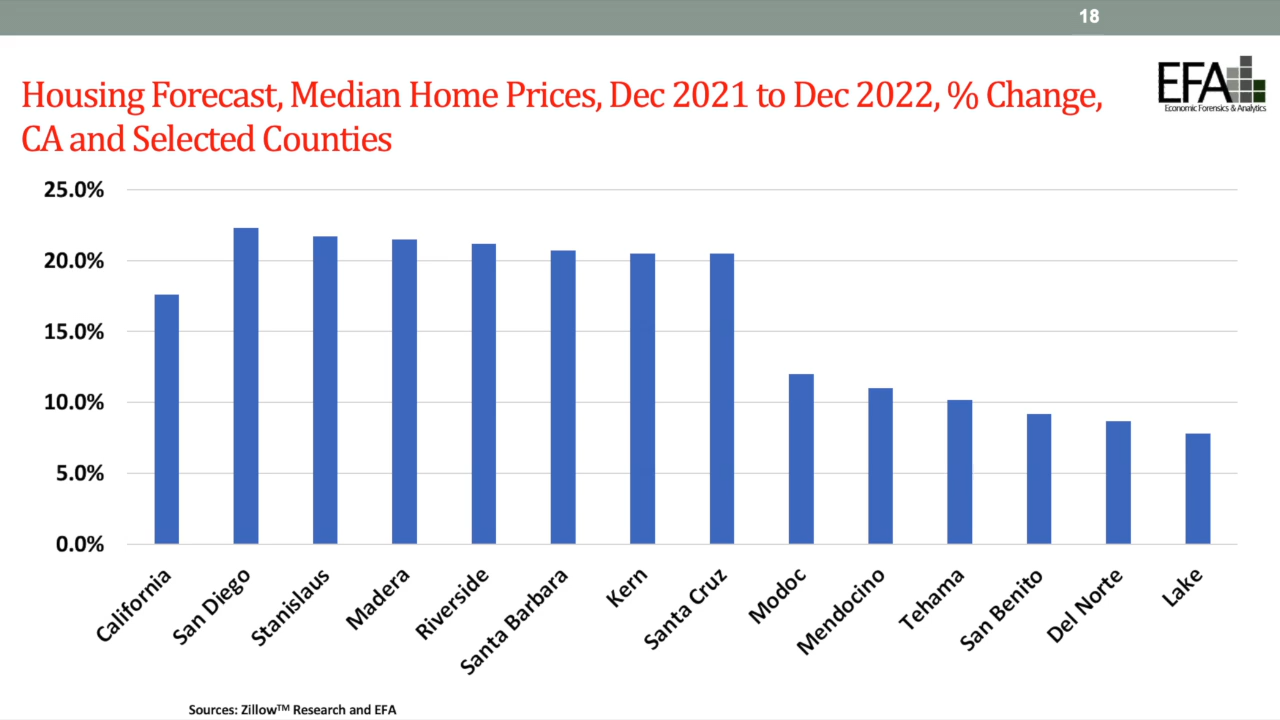 18
Housing Forecast, Median Home Prices, Dec 2021 to Dec 2022, % Change,
CA and Selected Counties
EFA
Economic Forensics & Analytics
25.0%
20.0%
15.0%
10.0%
5.0%
0.0%
California
San Diego
Stanislaus
Madera
Riverside
Santa Barbara
Kern
Santa Cruz
Modoc
Mendocino
Tehama
San Benito
Del Norte
Lake
Sources: Zillow™ Research and EFA